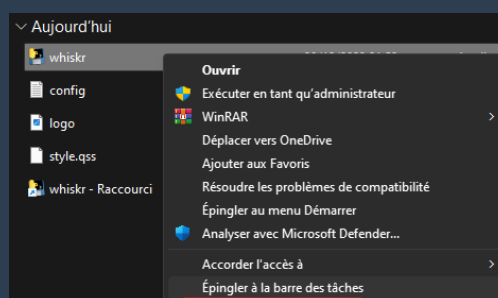 Aujourd'hui
whiskr
Ouvrir
config
Exécuter en tant qu'administrateur
WinRAR
logo
Déplacer vers OneDrive
Ajouter aux Favoris
style.qss
Résoudre les problèmes de compatibilité
whiskr - Raccourci
Épingler au menu Démarrer
Analyser avec Microsoft Defender...
Accorder l'accès à
Épingler à la barre des tâches